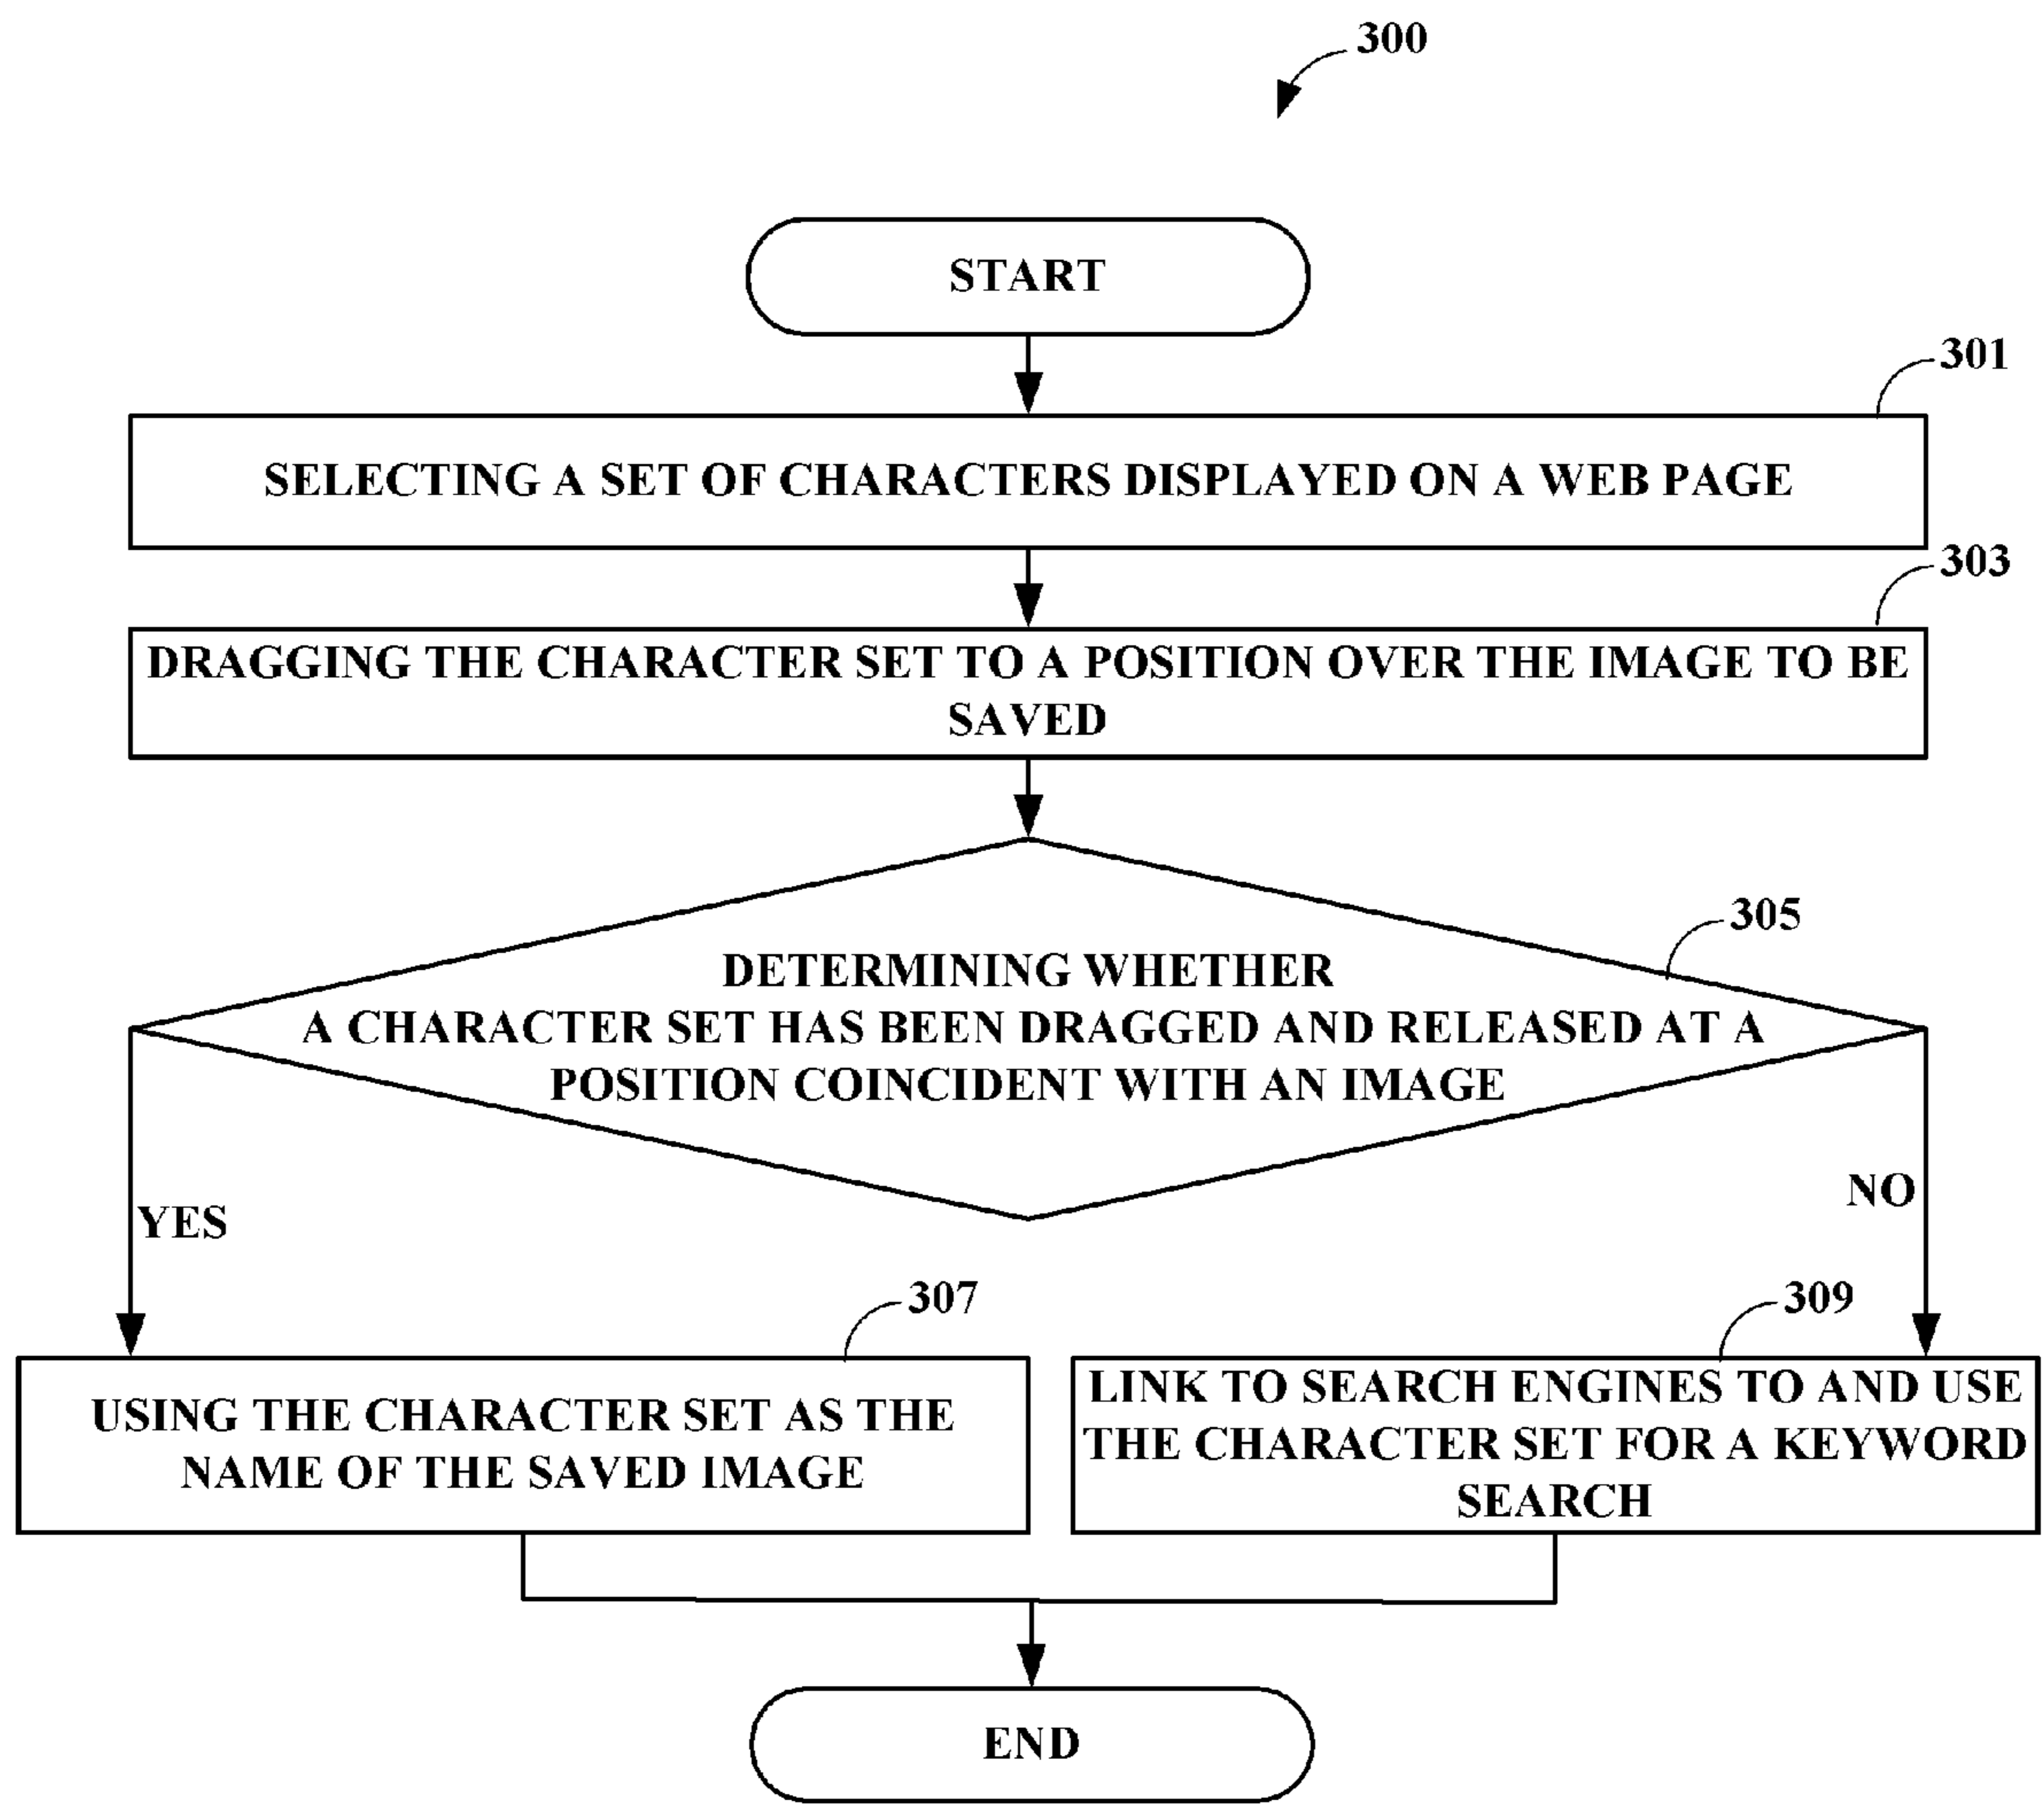 300
START
301
SELECTING A SET OF CHARACTERS DISPLAYED ON A WEB PAGE
303
DRAGGING THE CHARACTER SET TO A POSITION OVER THE IMAGE TO BE
SAVED
305
DETERMINING WHETHER
A CHARACTER SET HAS BEEN DRAGGED AND RELEASED AT A
POSITION COINCIDENT WITH AN IMAGE
YES
NO
307
USING THE CHARACTER SET AS THE
NAME OF THE SAVED IMAGE
309
LINK TO SEARCH ENGINES TO AND USE
THE CHARACTER SET FOR A KEYWORD
SEARCH
END